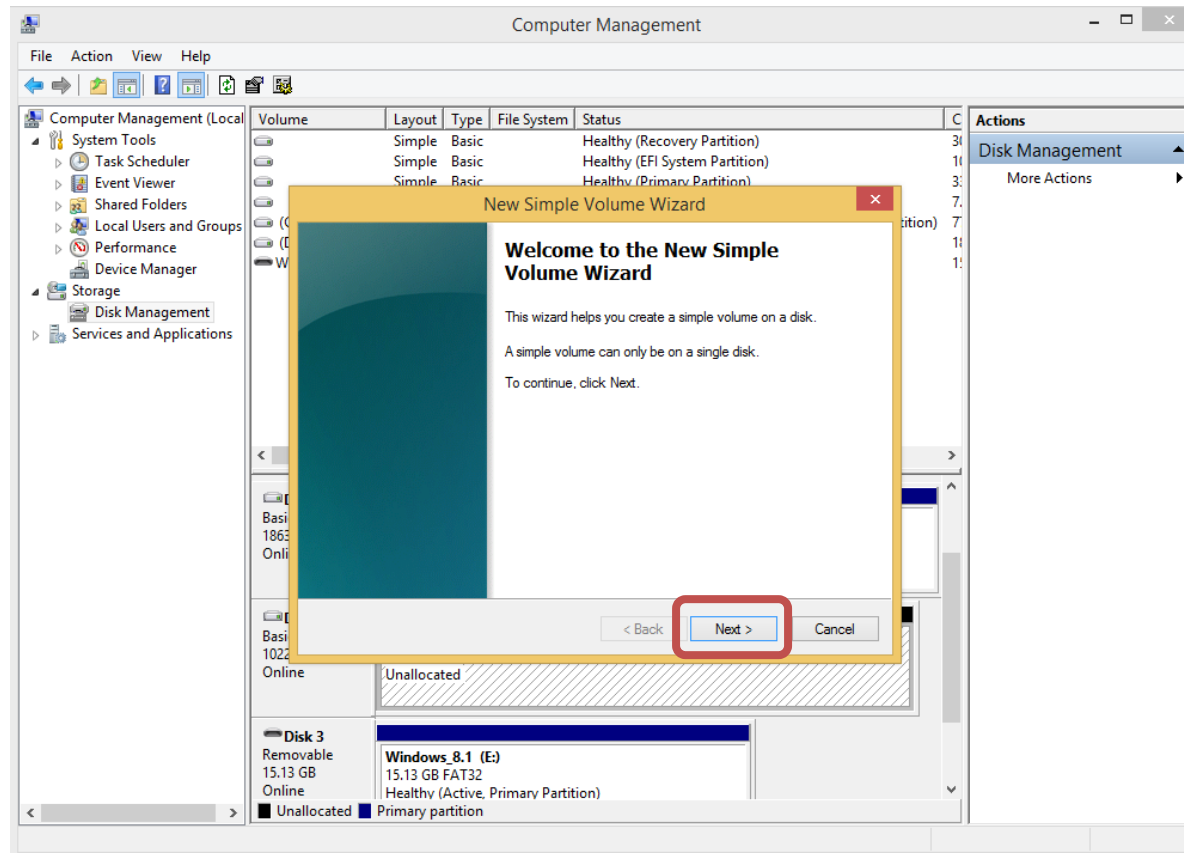 Computer Management
File Action View Help
Computer Management (Local
System Tools
Task Scheduler
Event Viewer
Shared Folders
Local Users and Groups
Performance
Device Manager
Storage
Disk Management
Services and Applications
Volume Layout Type File System Status C
Simple Basic Healthy (Recovery Partition)
Simple Basic Healthy (EFI System Partition)
Simple Basic Healthy (Primary Partition)
New Simple Volume Wizard
Welcome to the New Simple
Volume Wizard
This wizard helps you create a simple volume on a disk.
A simple volume can only be on a single disk.
To continue, click Next.
< Back Next > Cancel
Basi
1863
Onli
Basi
1022
Online
Unallocated
Disk 3
Removable
15.13 GB
Online
Windows_8.1 (E:)
15.13 GB FAT32
Healthy (Active, Primary Partition)
Unallocated Primary partition
Actions
Disk Management
More Actions